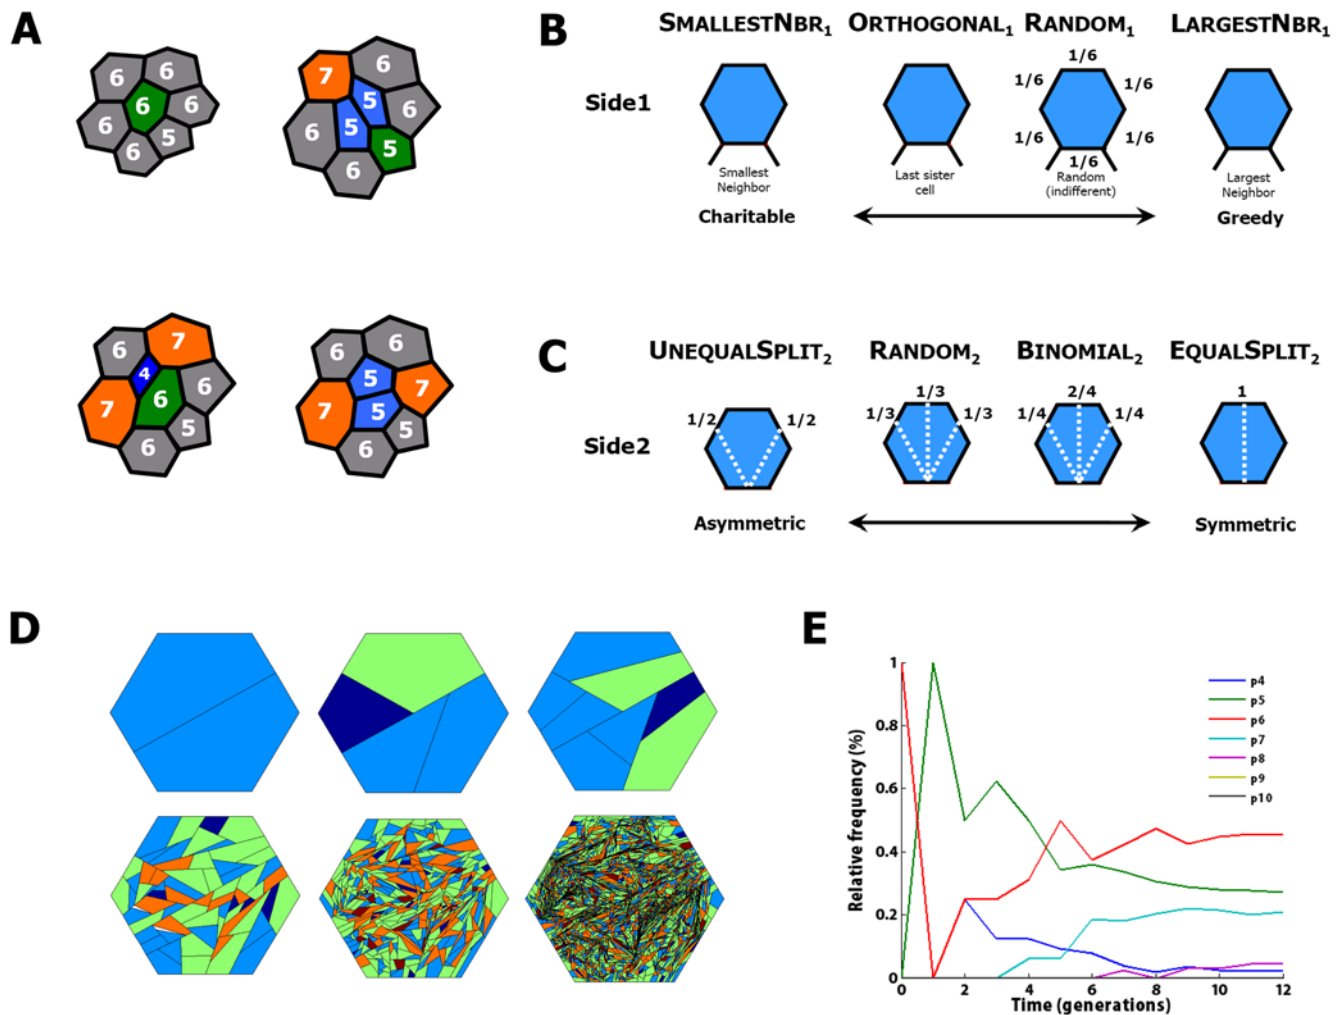 A
6
6
6
6
6
6
5
7
6
5
6
6
5
5
6
6
7
4
6
7
6
5
6
6
6
5
7
7
5
5
6
B
SMALLESTNBR1
ORTHOGONAL1
RANDOM1
LARGESTNBR1
Side1
1/6
1/6
1/6
1/6
1/6
1/6
Smallest
Neighbor
Last sister
cell
Random
(indifferent)
Largest
Neighbor
Charitable
Greedy
C
UNEQUALSPLIT2
RANDOM2
BINOMIAL2
EQUALSPLIT2
Side2
1/2
1/2
1/3
1/3
1/3
1/4
2/4
1/4
1
Asymmetric
Symmetric
D
E
Relative frequency (%)
1
0.8
0.6
0.4
0.2
0
0 2 4 6 8 10 12
Time (generations)
p4
p5
p6
p7
p8
p9
p10